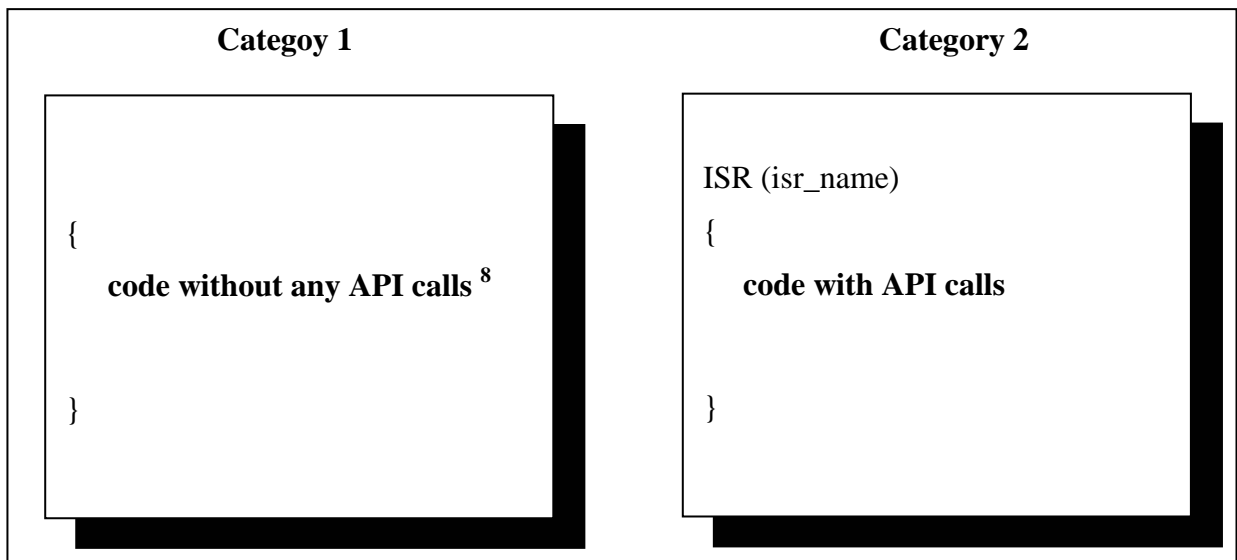 Categoy 1
Category 2
{
code without any API calls 8
}
ISR (isr_name)
{
code with API calls
}